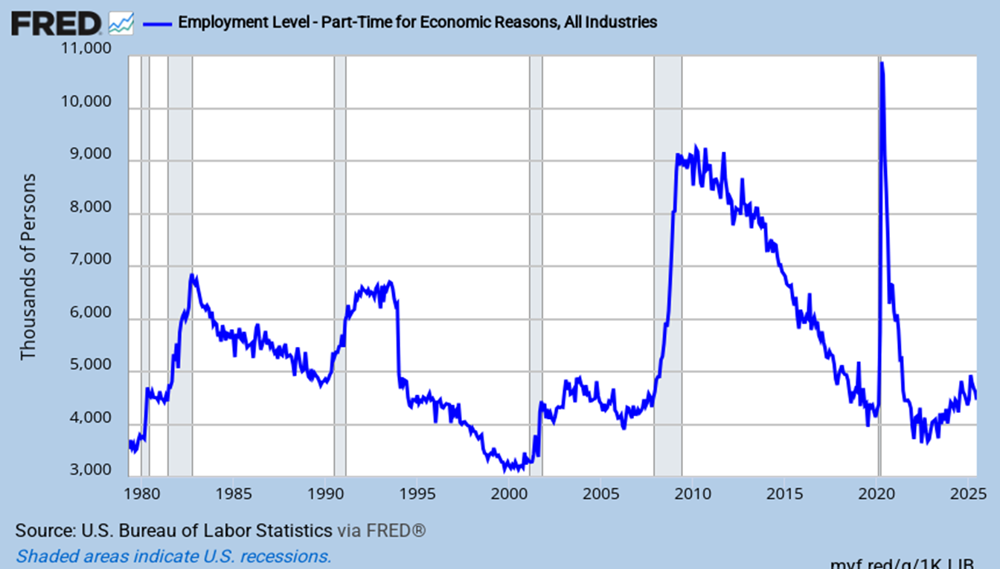 FRED
Employment Level - Part-Time for Economic Reasons, All Industries
11,000
10,000
9,000
8,000
7,000
6,000
5,000
4,000
3,000
Thousands of Persons
1980 1985 1990 1995 2000 2005 2010 2015 2020 2025
Source: U.S. Bureau of Labor Statistics via FRED®
Shaded areas indicate U.S. recessions.